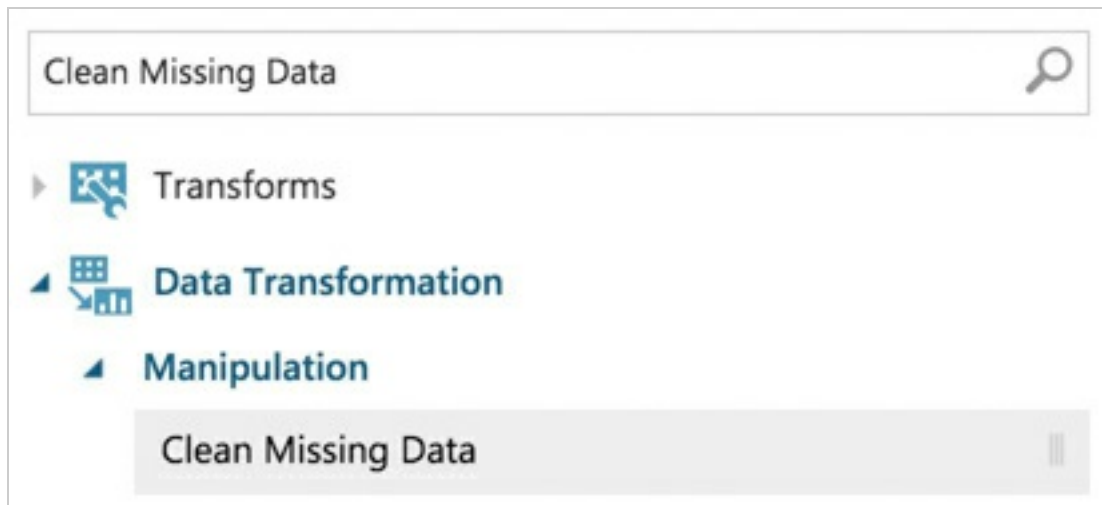 Clean Missing Data
Transforms
Data Transformation
Manipulation
Clean Missing Data